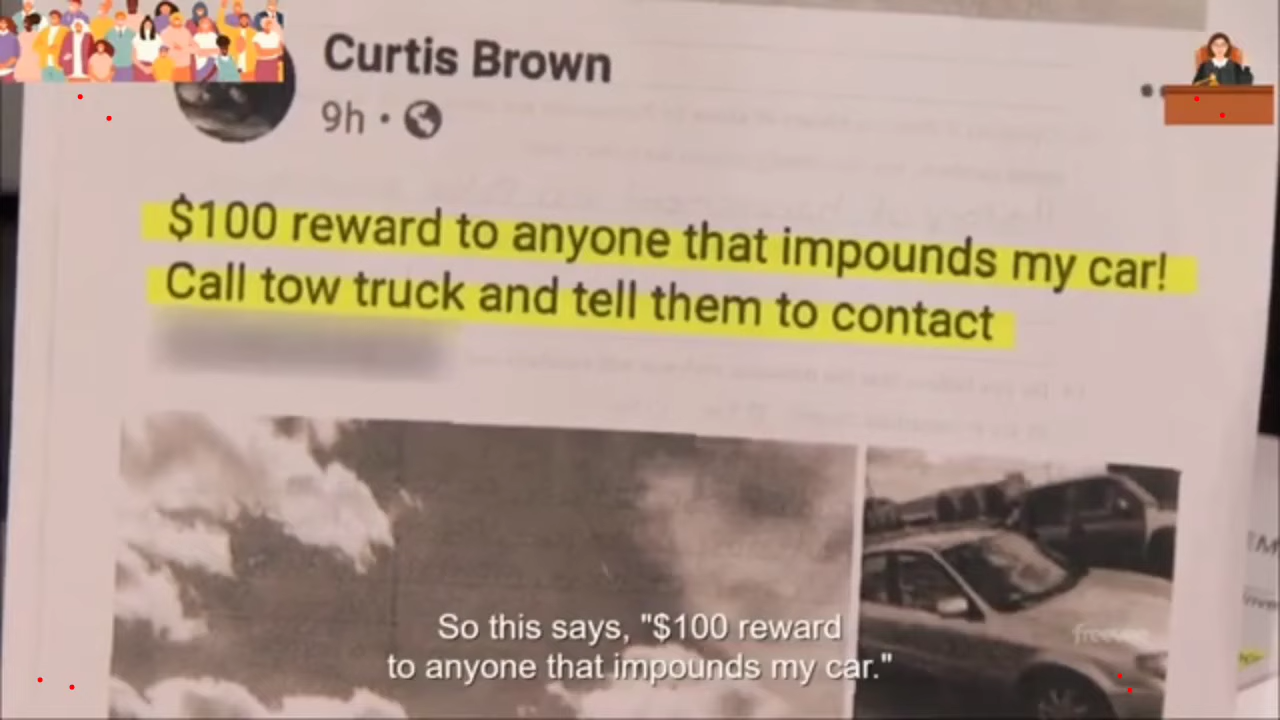 Curtis Brown
9h
$100 reward to anyone that impounds my car!
Call tow truck and tell them to contact
So this says, "$100 reward
to anyone that impounds my car."
freevee